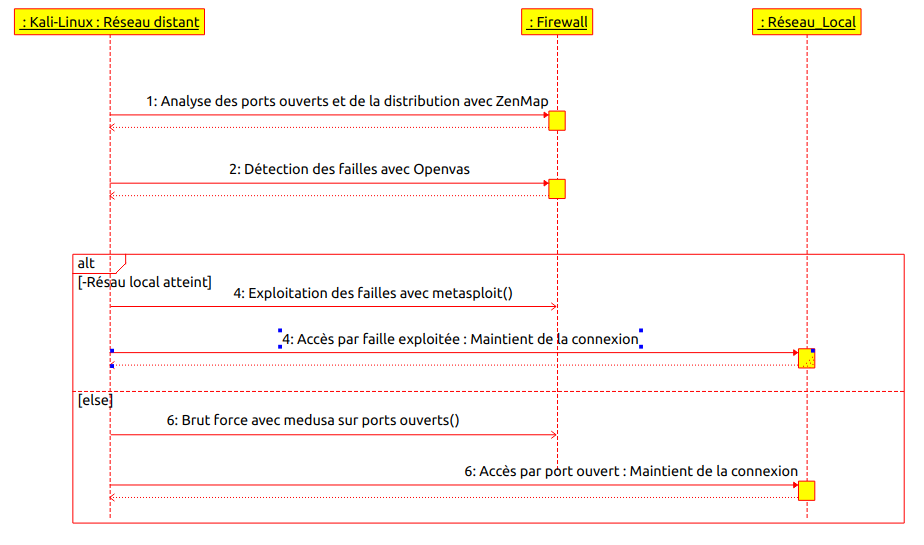 : Kali-Linux : Réseau distant
: Firewall
: Réseau_Local
1: Analyse des ports ouverts et de la distribution avec ZenMap
2: Détection des failles avec Openvas
alt
[-Résau local atteint]
4: Exploitation des failles avec metasploit()
4: Accès par faille exploitée : Maintient de la connexion
[else]
6: Brut force avec medusa sur ports ouverts()
6: Accès par port ouvert : Maintient de la connexion